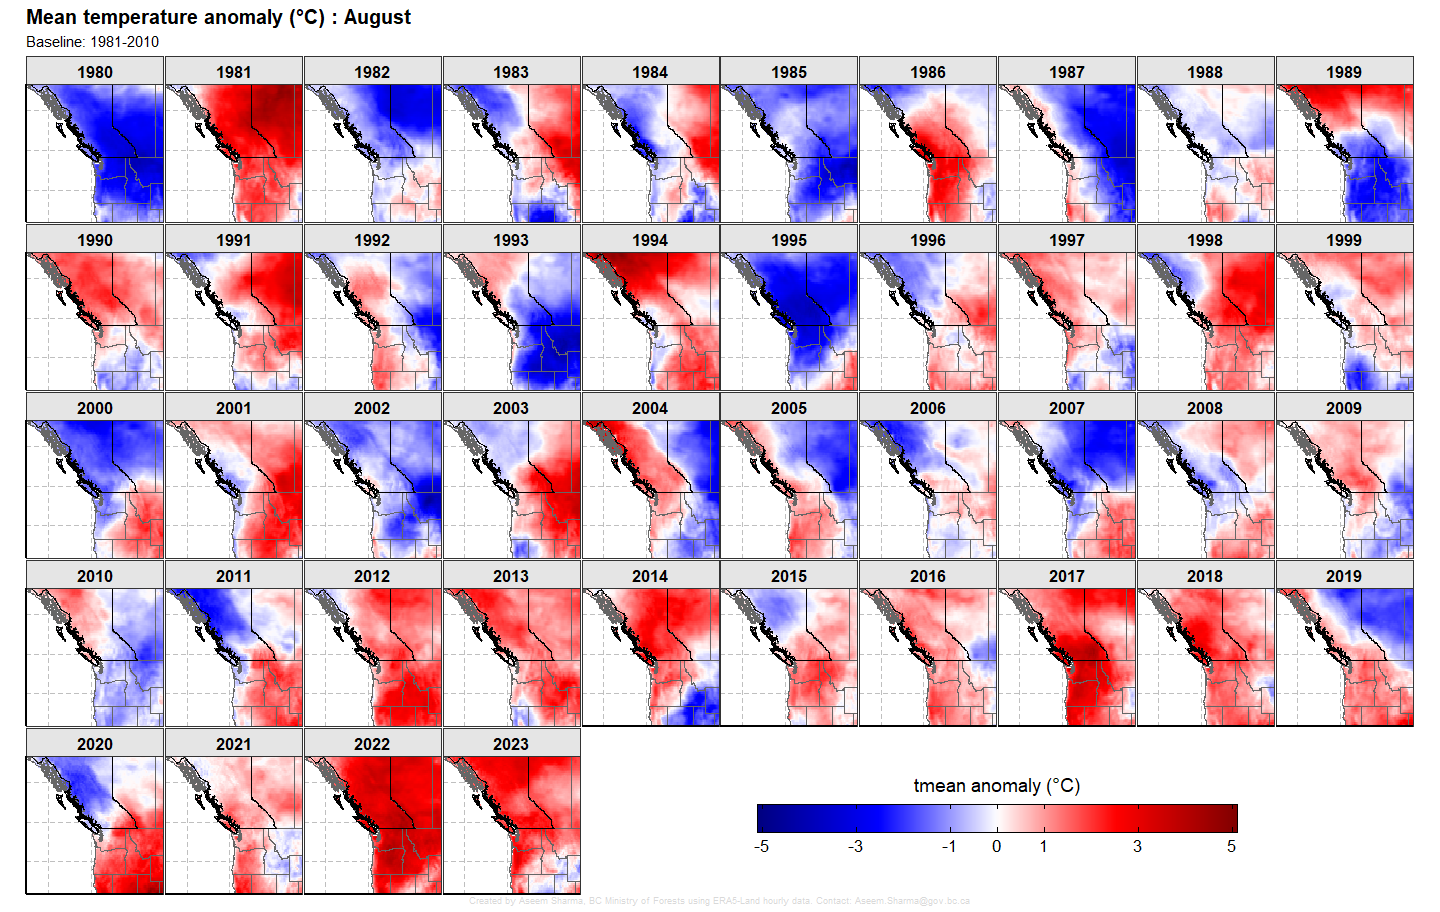 Mean temperature anomaly (°C) : August
Baseline: 1981-2010
1980 1981 1982 1983 1984 1985 1986 1987 1988 1989
1990 1991 1992 1993 1994 1995 1996 1997 1998 1999
2000 2001 2002 2003 2004 2005 2006 2007 2008 2009
2010 2011 2012 2013 2014 2015 2016 2017 2018 2019
2020 2021 2022 2023
tmean anomaly (°C)
-5 -3 -1 0 1 3 5
Created by Aseem Sharma, BC Ministry of Forests using ERA5-Land hourly data. Contact: Aseem.Sharma@gov.bc.ca